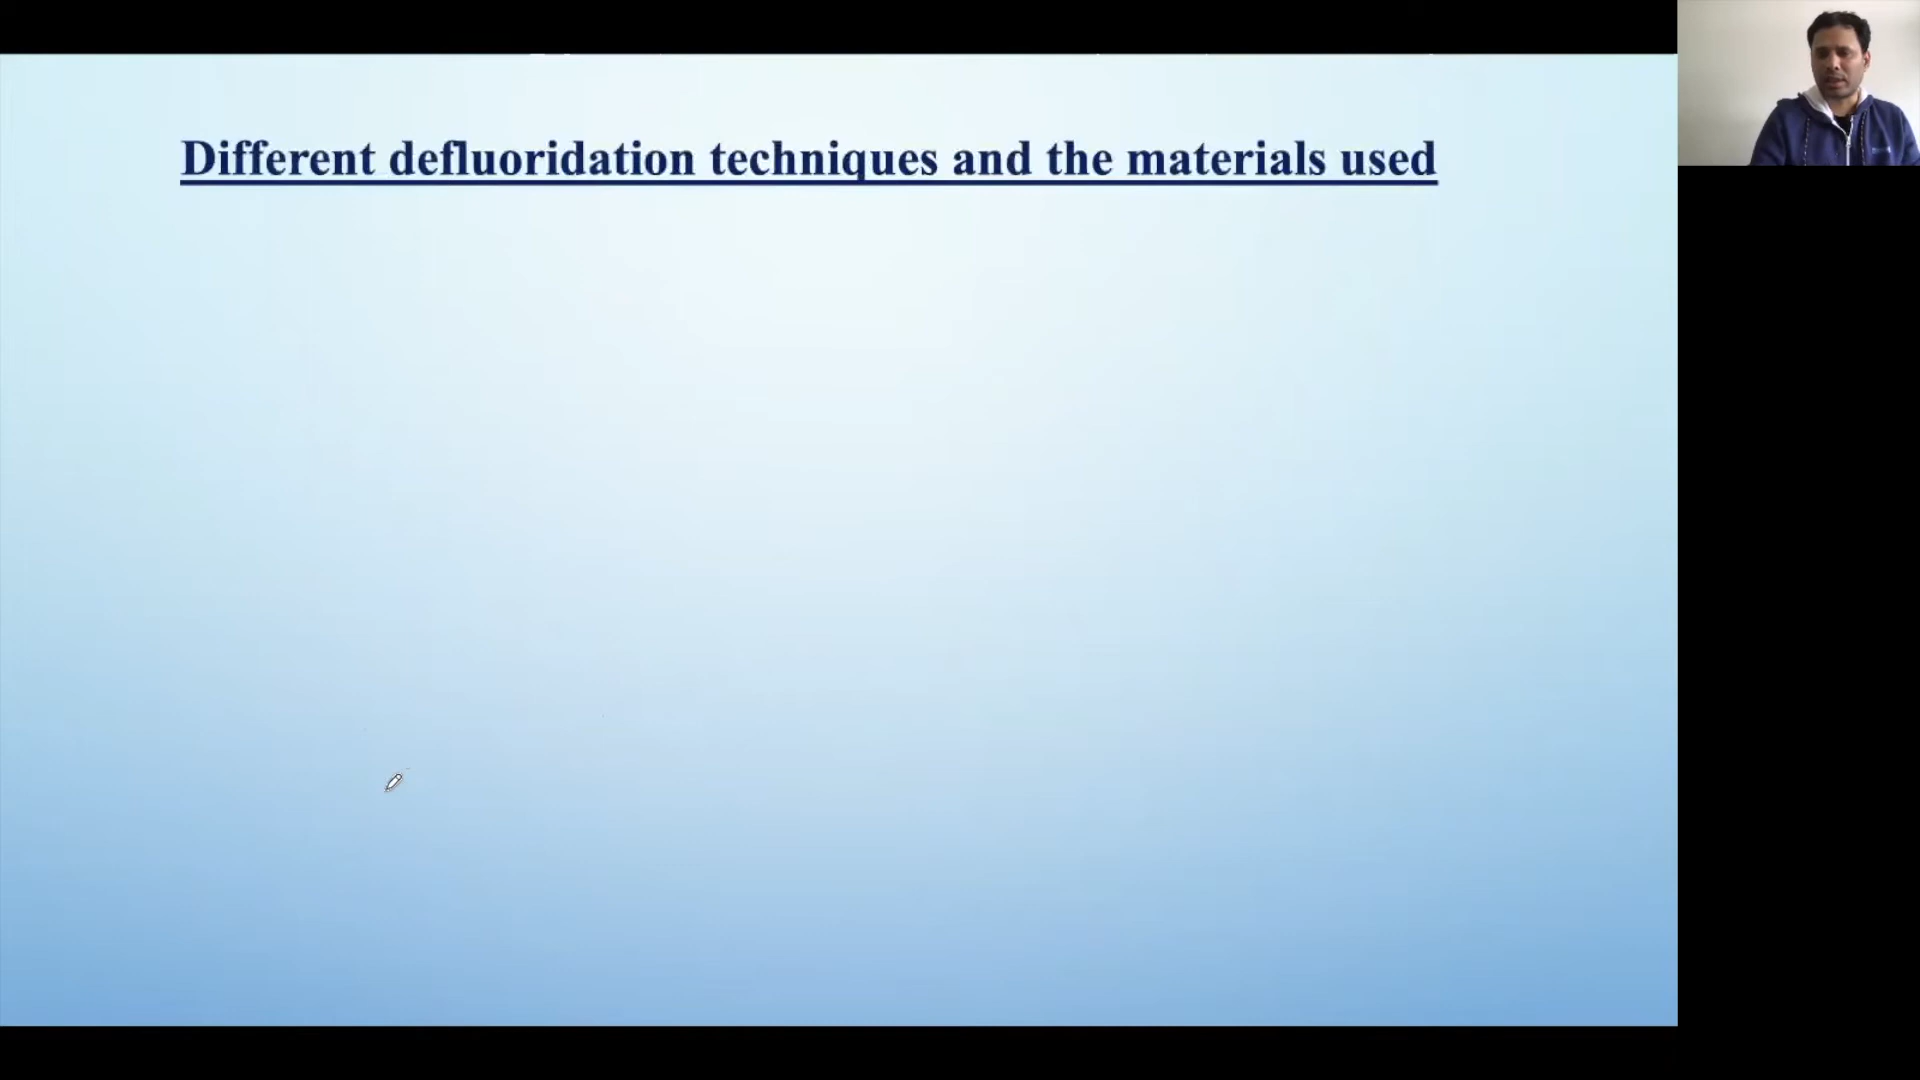 Different defluoridation techniques and the materials used